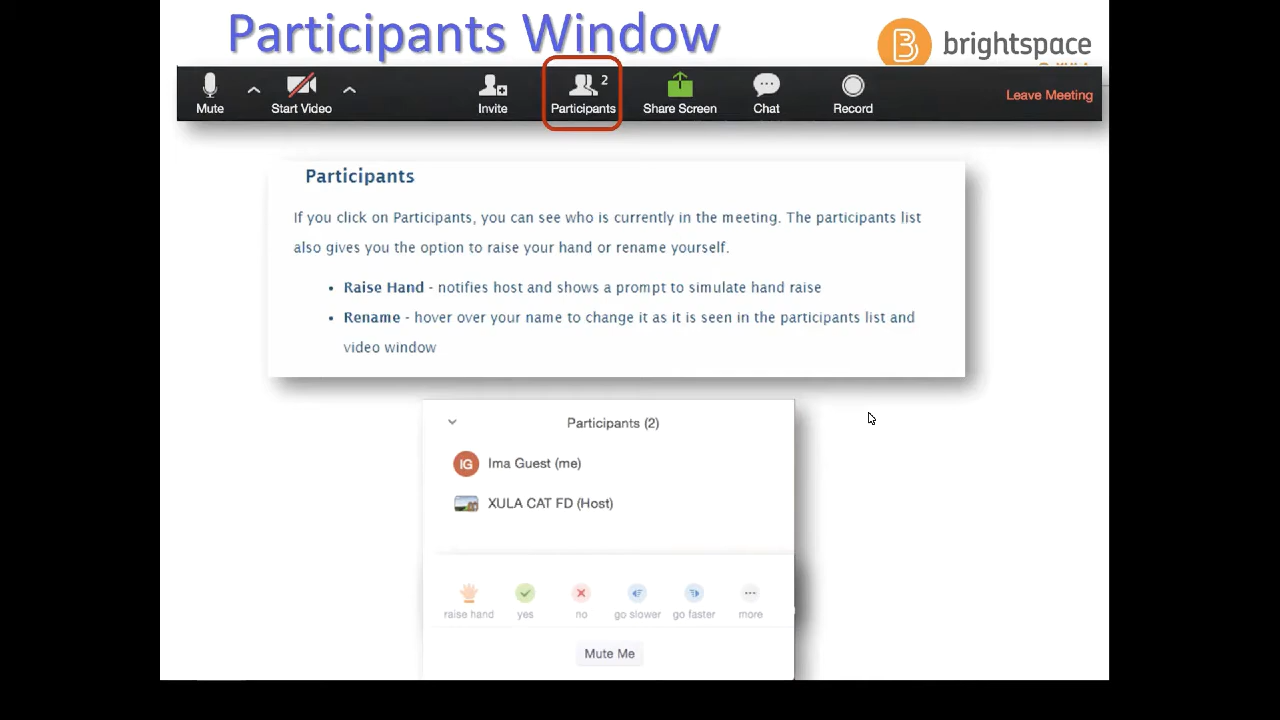 Participants Window
brightspace
Mute
Start Video
Invite
Participants
2
Share Screen
Chat
Record
Leave Meeting
Participants
If you click on Participants, you can see who is currently in the meeting. The participants list
also gives you the option to raise your hand or rename yourself.
• Raise Hand - notifies host and shows a prompt to simulate hand raise
• Rename - hover over your name to change it as it is seen in the participants list and
video window
Participants (2)
IG Ima Guest (me)
XULA CAT FD (Host)
raise hand
yes
no
go slower
go faster
more
Mute Me